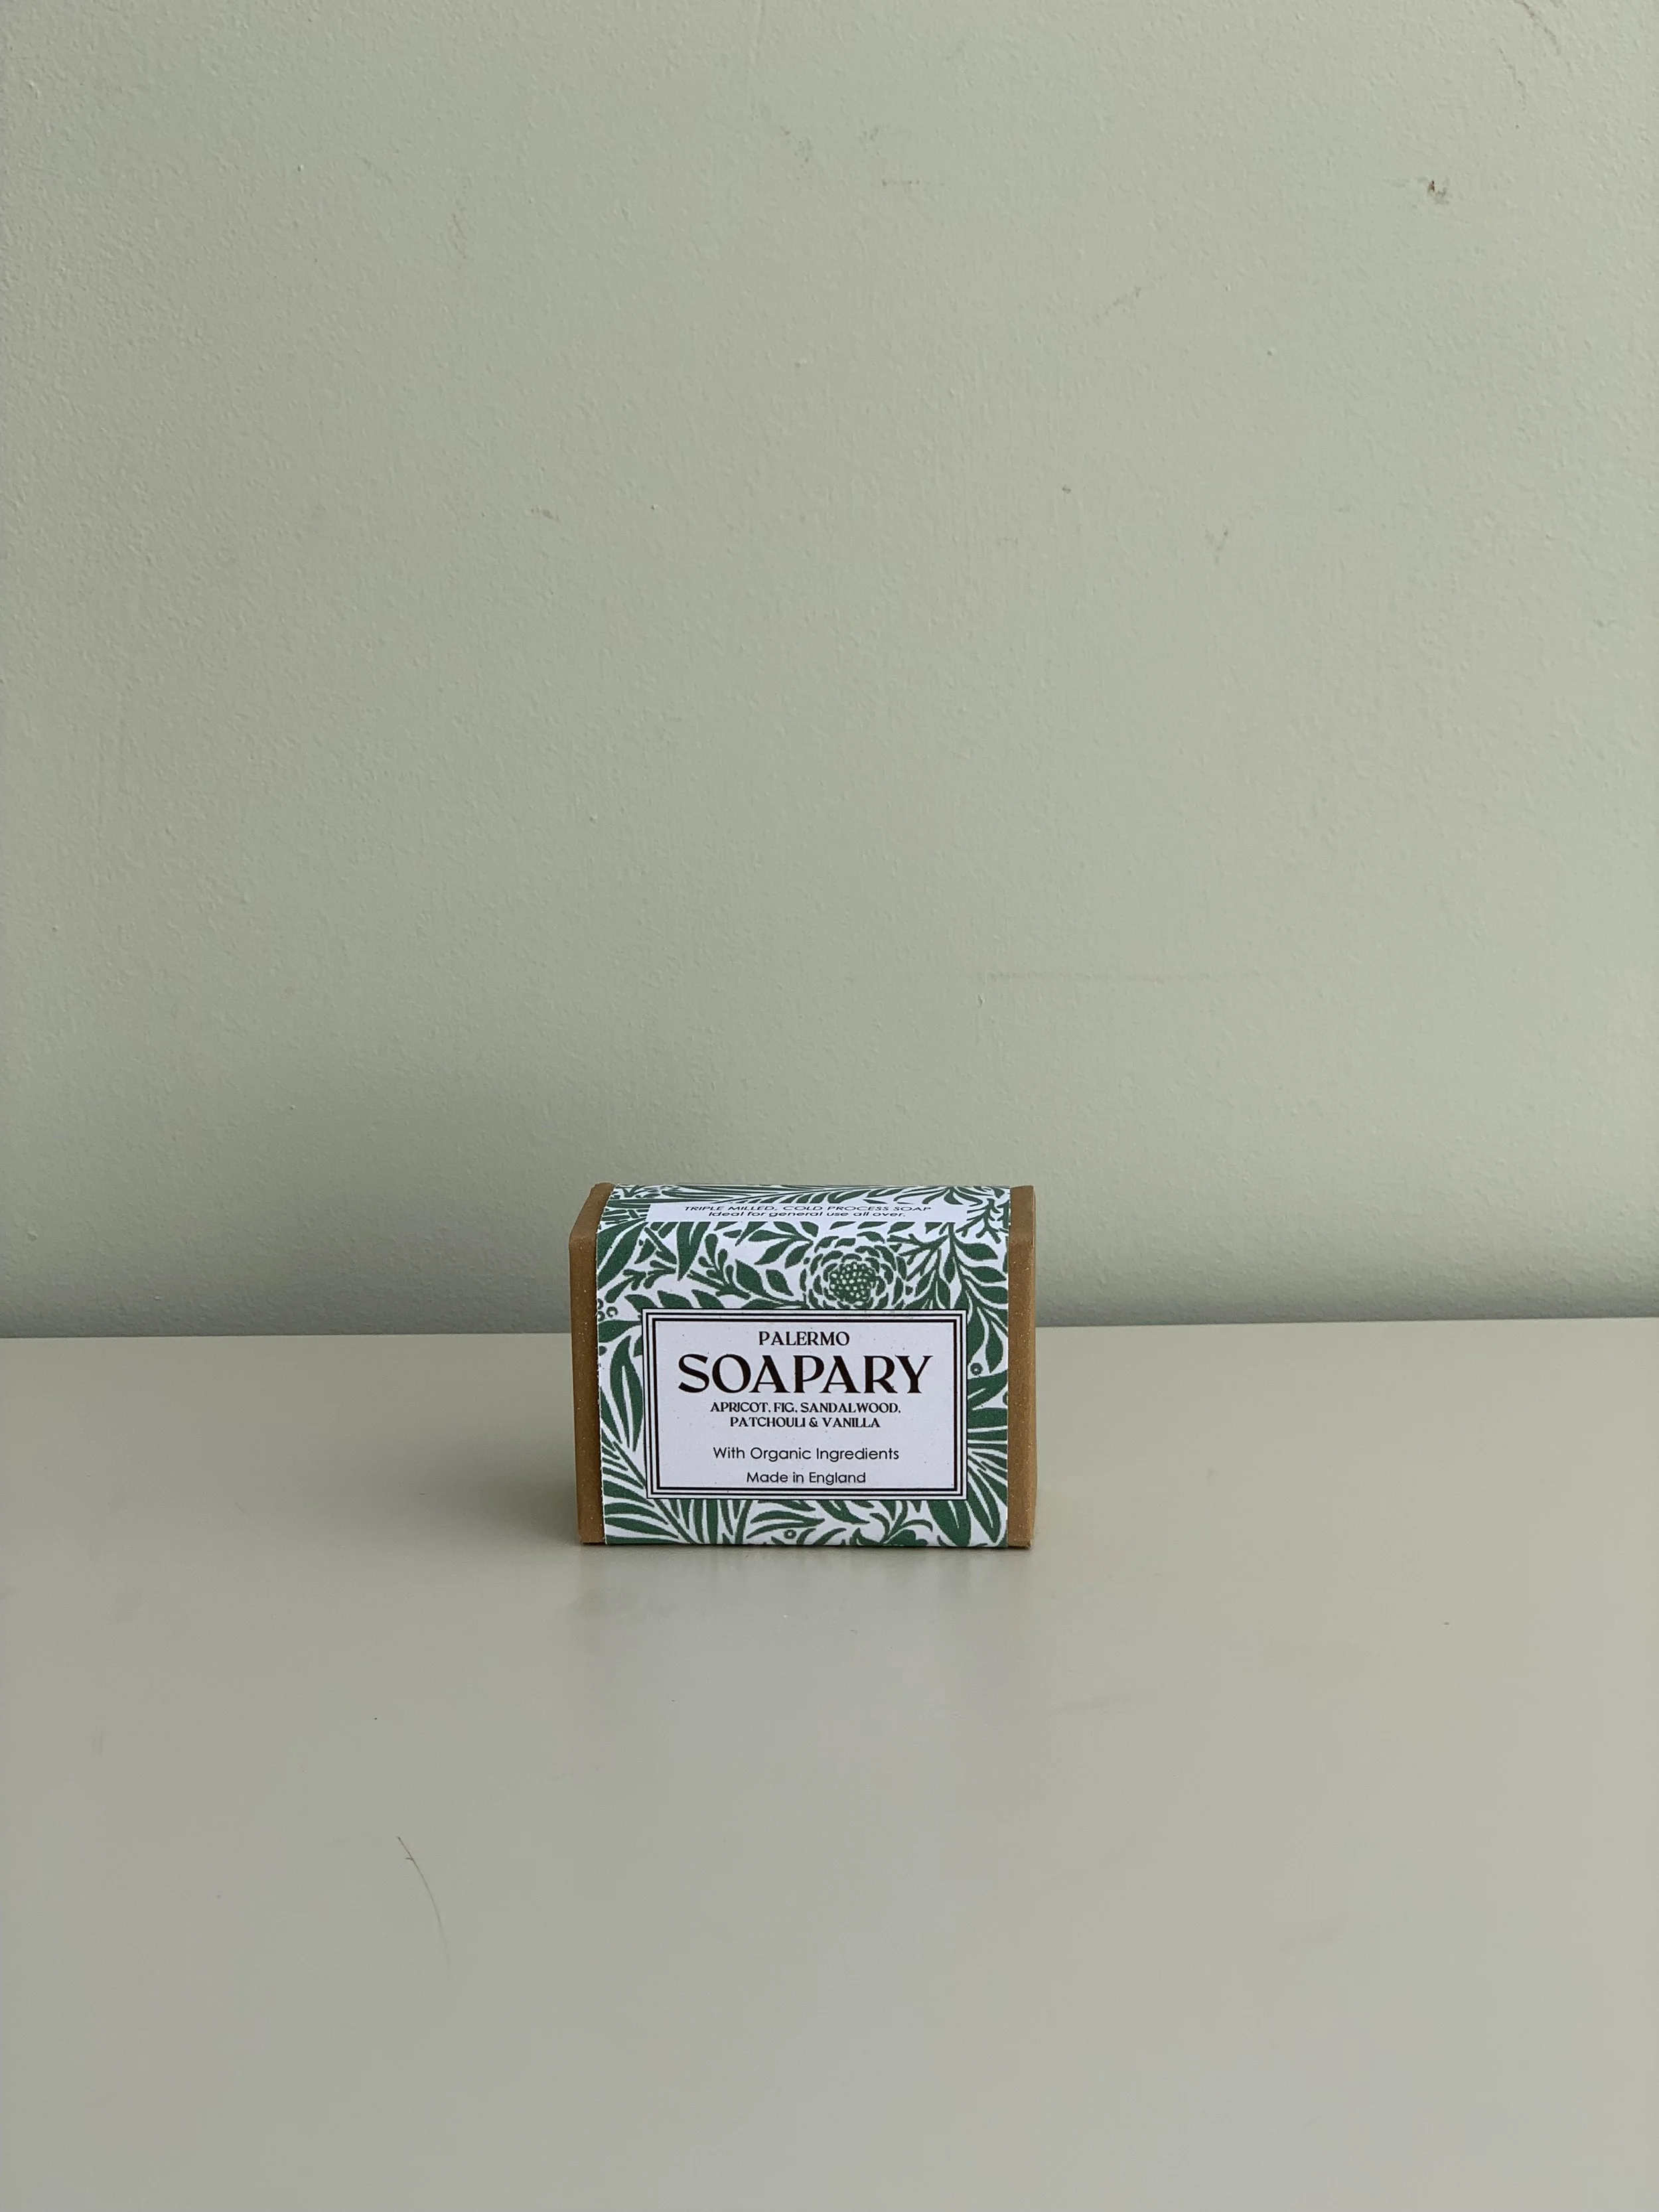 TRIPLE MILLED, COLD PROCESS SOAP
Ideal for general use all over.
PALERMO
SOAPARY
APRICOT, FIG, SANDALWOOD,
PATCHOULI & VANILLA
With Organic Ingredients
Made in England